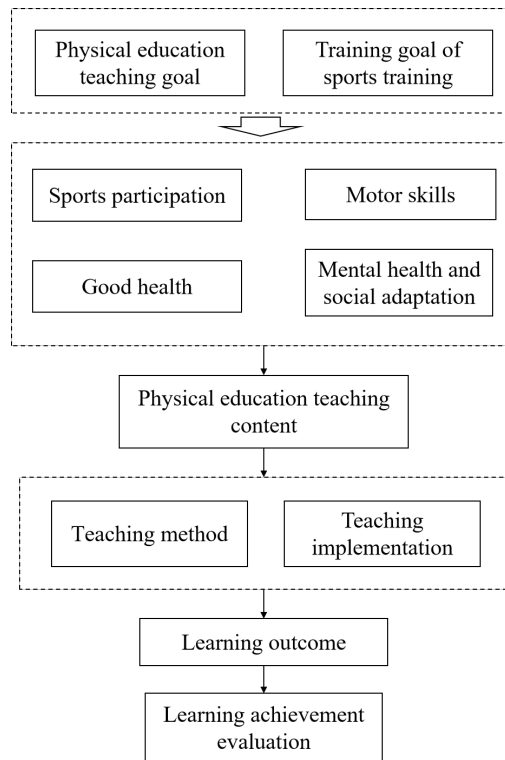 Physical education
teaching goal
Training goal of
sports training
Sports participation
Motor skills
Good health
Mental health and
social adaptation
Physical education teaching
content
Teaching method
Teaching
implementation
Learning outcome
Learning achievement
evaluation